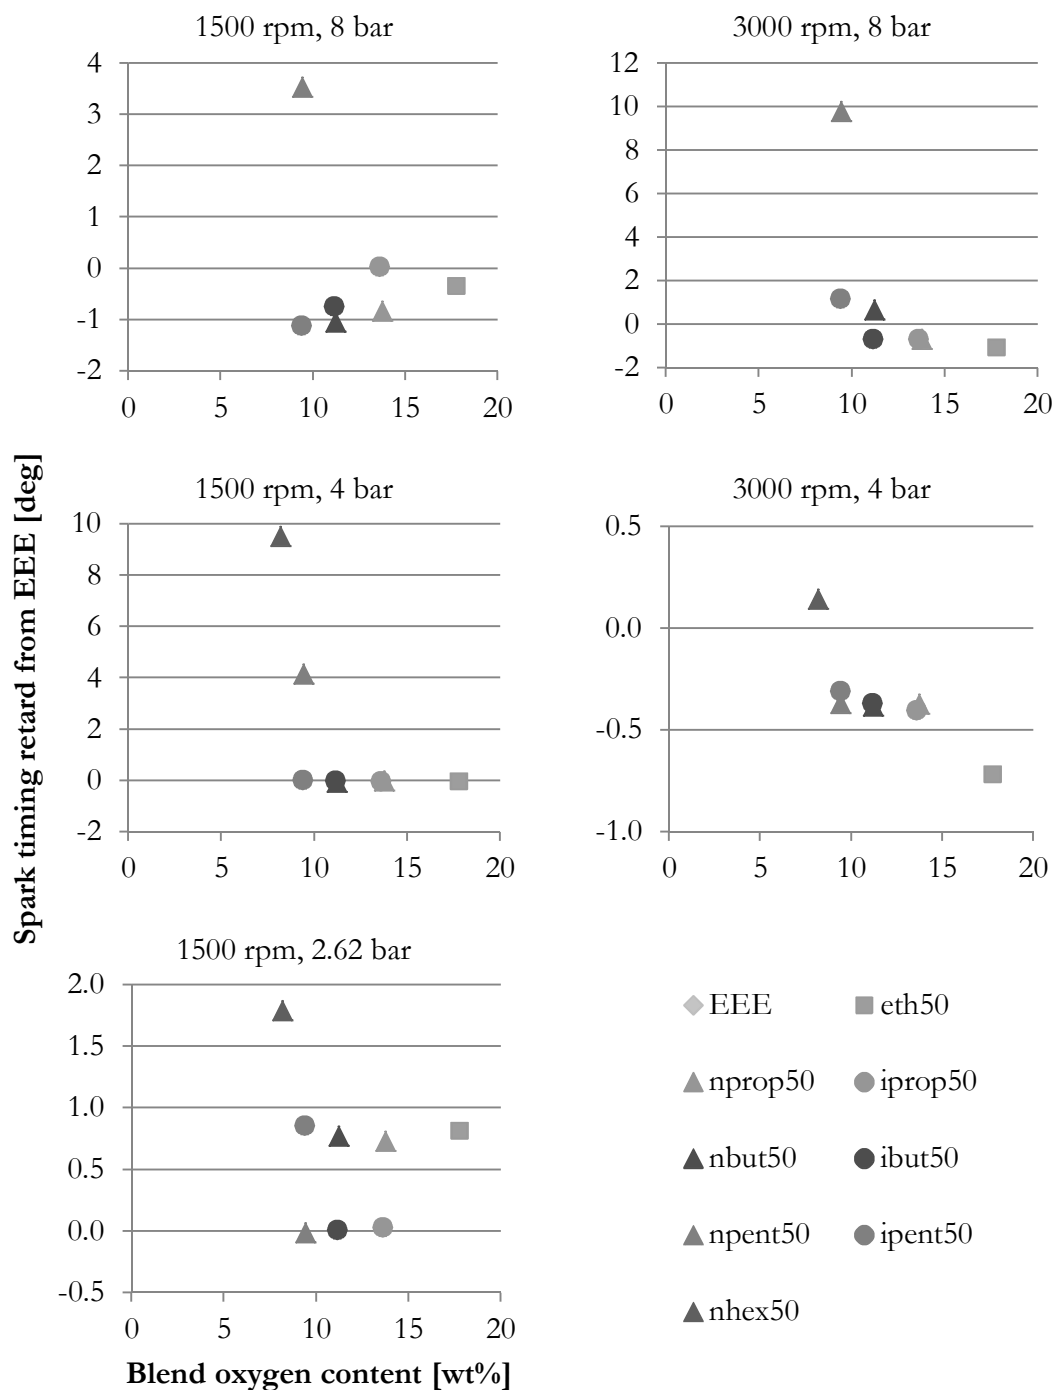 1500 rpm, 8 bar
4
3
2
1
0
-1
-2
0 5 10 15 20
3000 rpm, 8 bar
12
10
8
6
4
2
0
-2
0 5 10 15 20
Spark timing retard from EEE [deg]
1500 rpm, 4 bar
10
8
6
4
2
0
-2
0 5 10 15 20
3000 rpm, 4 bar
0.5
0.0
-0.5
-1.0
0 5 10 15 20
1500 rpm, 2.62 bar
2.0
1.5
1.0
0.5
0.0
-0.5
0 5 10 15 20
Blend oxygen content [wt%]
EEE eth50
nprop50 iprop50
nbut50 ibut50
npent50 ipent50
nhex50